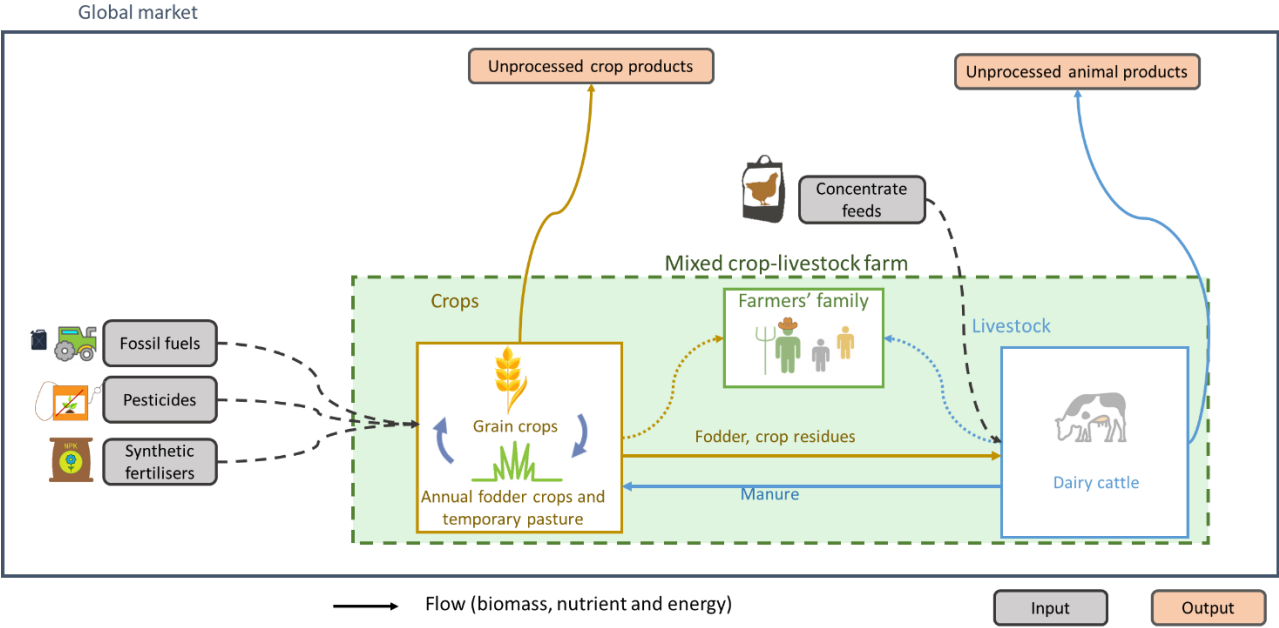 Global market
Unprocessed crop products
Unprocessed animal products
Concentrate
feeds
Mixed crop-livestock farm
Crops
Farmers’ family
Livestock
Fossil fuels
Pesticides
NPK
Synthetic
fertilisers
Grain crops
Annual fodder crops and
temporary pasture
Fodder, crop residues
Manure
Dairy cattle
Flow (biomass, nutrient and energy)
Input
Output